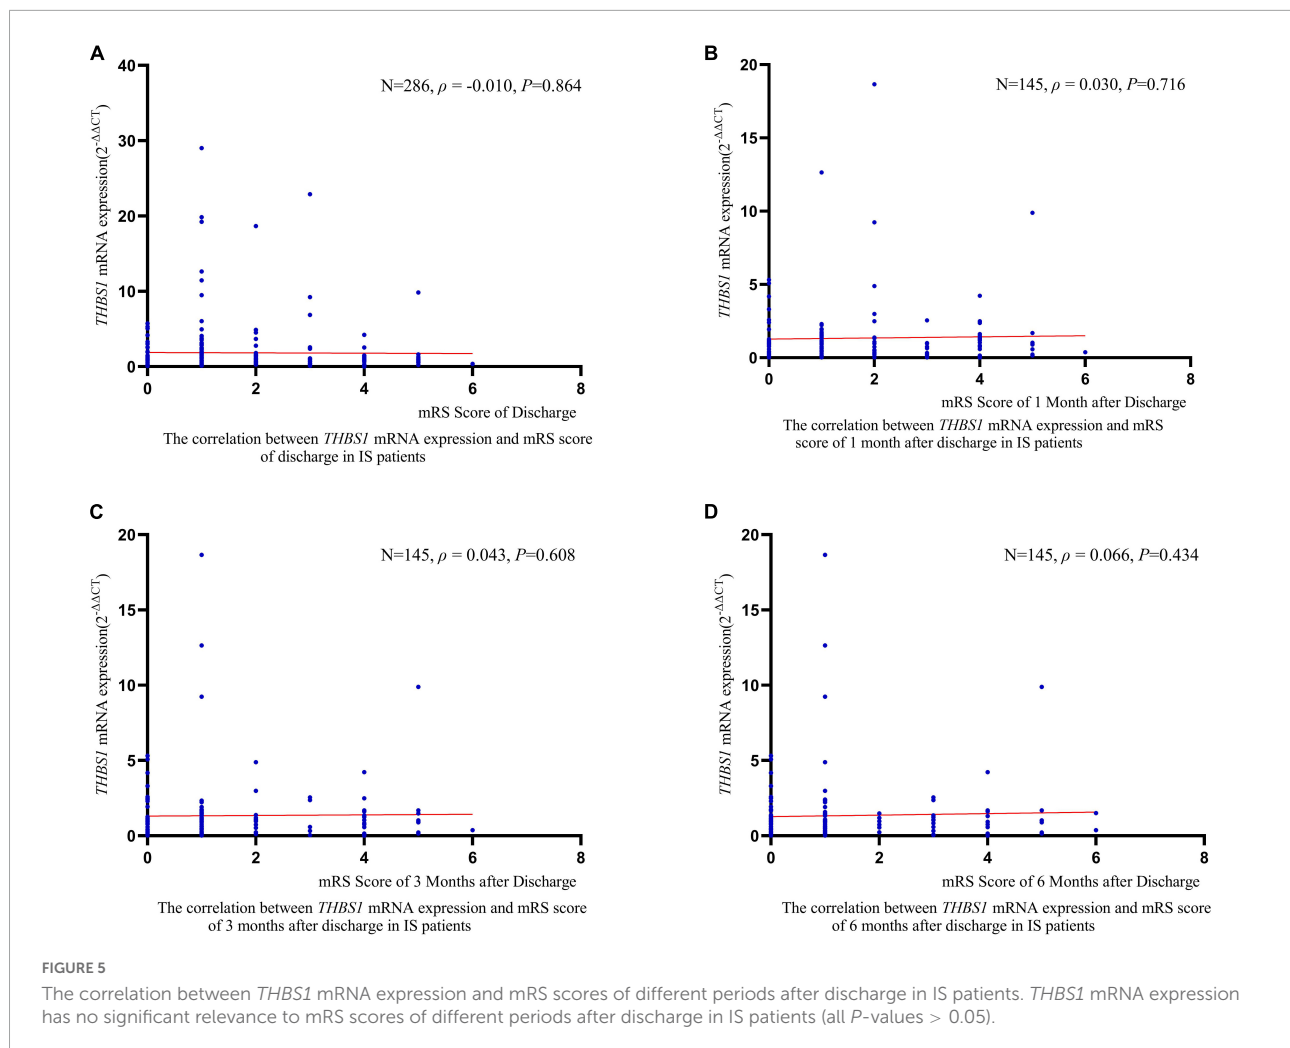 A
N=286, ρ = -0.010, P=0.864
THBS1 mRNA expression(2-ΔΔCT)
40
30
20
10
0
0 2 4 6 8
mRS Score of Discharge
The correlation between THBS1 mRNA expression and mRS score
of discharge in IS patients
B
N=145, ρ = 0.030, P=0.716
THBS1 mRNA expression(2-ΔΔCT)
20
15
10
5
0
0 2 4 6 8
mRS Score of 1 Month after Discharge
The correlation between THBS1 mRNA expression and mRS
score of 1 month after discharge in IS patients
C
N=145, ρ = 0.043, P=0.608
THBS1 mRNA expression(2-ΔΔCT)
20
15
10
5
0
0 2 4 6 8
mRS Score of 3 Months after Discharge
The correlation between THBS1 mRNA expression and mRS score
of 3 months after discharge in IS patients
D
N=145, ρ = 0.066, P=0.434
THBS1 mRNA expression(2-ΔΔCT)
20
15
10
5
0
0 2 4 6 8
mRS Score of 6 Months after Discharge
The correlation between THBS1 mRNA expression and mRS score
of 6 months after discharge in IS patients
FIGURE 5
The correlation between THBS1 mRNA expression and mRS scores of different periods after discharge in IS patients. THBS1 mRNA expression
has no significant relevance to mRS scores of different periods after discharge in IS patients (all P-values > 0.05).